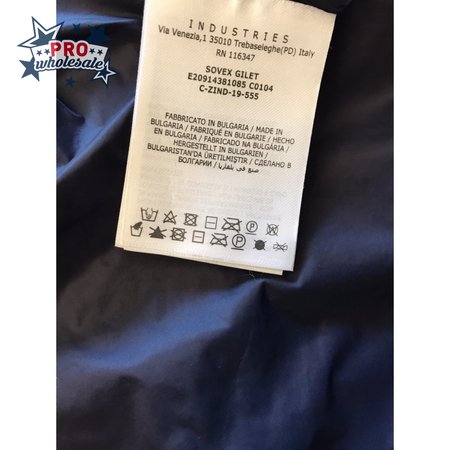 PRO
wholesale
INDUSTRIES
Via Venezia,1 35010 Trebaseleghe(PD) Italy
RN 116347
SOVEX GILET
E20914381085 C0104
C-ZIND-19-555
FABBRICATO IN BULGARIA / MADE IN
BULGARIA / FABRIQUÉ EN BULGARIE / HECHO
EN BULGARIA / FABRICADO NA BULGÁRIA /
HERGESTELLT IN BULGARIEN /
BULGARISTAN'DA ÜRETILMIŞTIR / СДЕЛАНО В
БОЛГАРИИ / صنع في بلغاريا